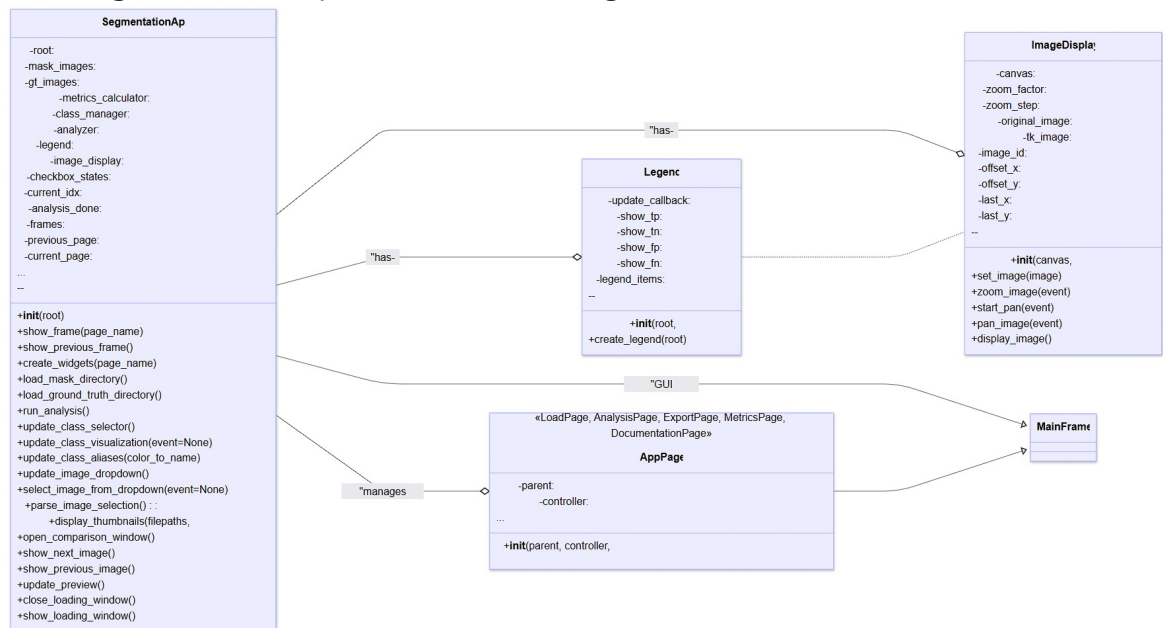 SegmentationAp
-root:
-mask_images:
-gt_images:
-metrics_calculator:
-class_manager:
-analyzer:
-legend:
-image_display:
-checkbox_states:
-current_idx:
-analysis_done:
-frames:
-previous_page:
-current_page:
...
--
+init(root)
+show_frame(page_name)
+show_previous_frame()
+create_widgets(page_name)
+load_mask_directory()
+load_ground_truth_directory()
+run_analysis()
+update_class_selector()
+update_class_visualization(event=None)
+update_class_aliases(color_to_name)
+update_image_dropdown()
+select_image_from_dropdown(event=None)
+parse_image_selection() : :
+display_thumbnails(filepaths,
+open_comparison_window()
+show_next_image()
+show_previous_image()
+update_preview()
+close_loading_window()
+show_loading_window()
"has-
"has-
"GUI
"manages
Legend
-update_callback:
-show_tp:
-show_tn:
-show_fp:
-show_fn:
-legend_items:
--
+init(root,
+create_legend(root)
«LoadPage, AnalysisPage, ExportPage, MetricsPage,
DocumentationPage»
AppPage
-parent:
-controller:
...
+init(parent, controller,
ImageDisplay
-canvas:
-zoom_factor:
-zoom_step:
-original_image:
-tk_image:
-image_id:
-offset_x:
-offset_y:
-last_x:
-last_y:
--
+init(canvas,
+set_image(image)
+zoom_image(event)
+start_pan(event)
+pan_image(event)
+display_image()
MainFrame